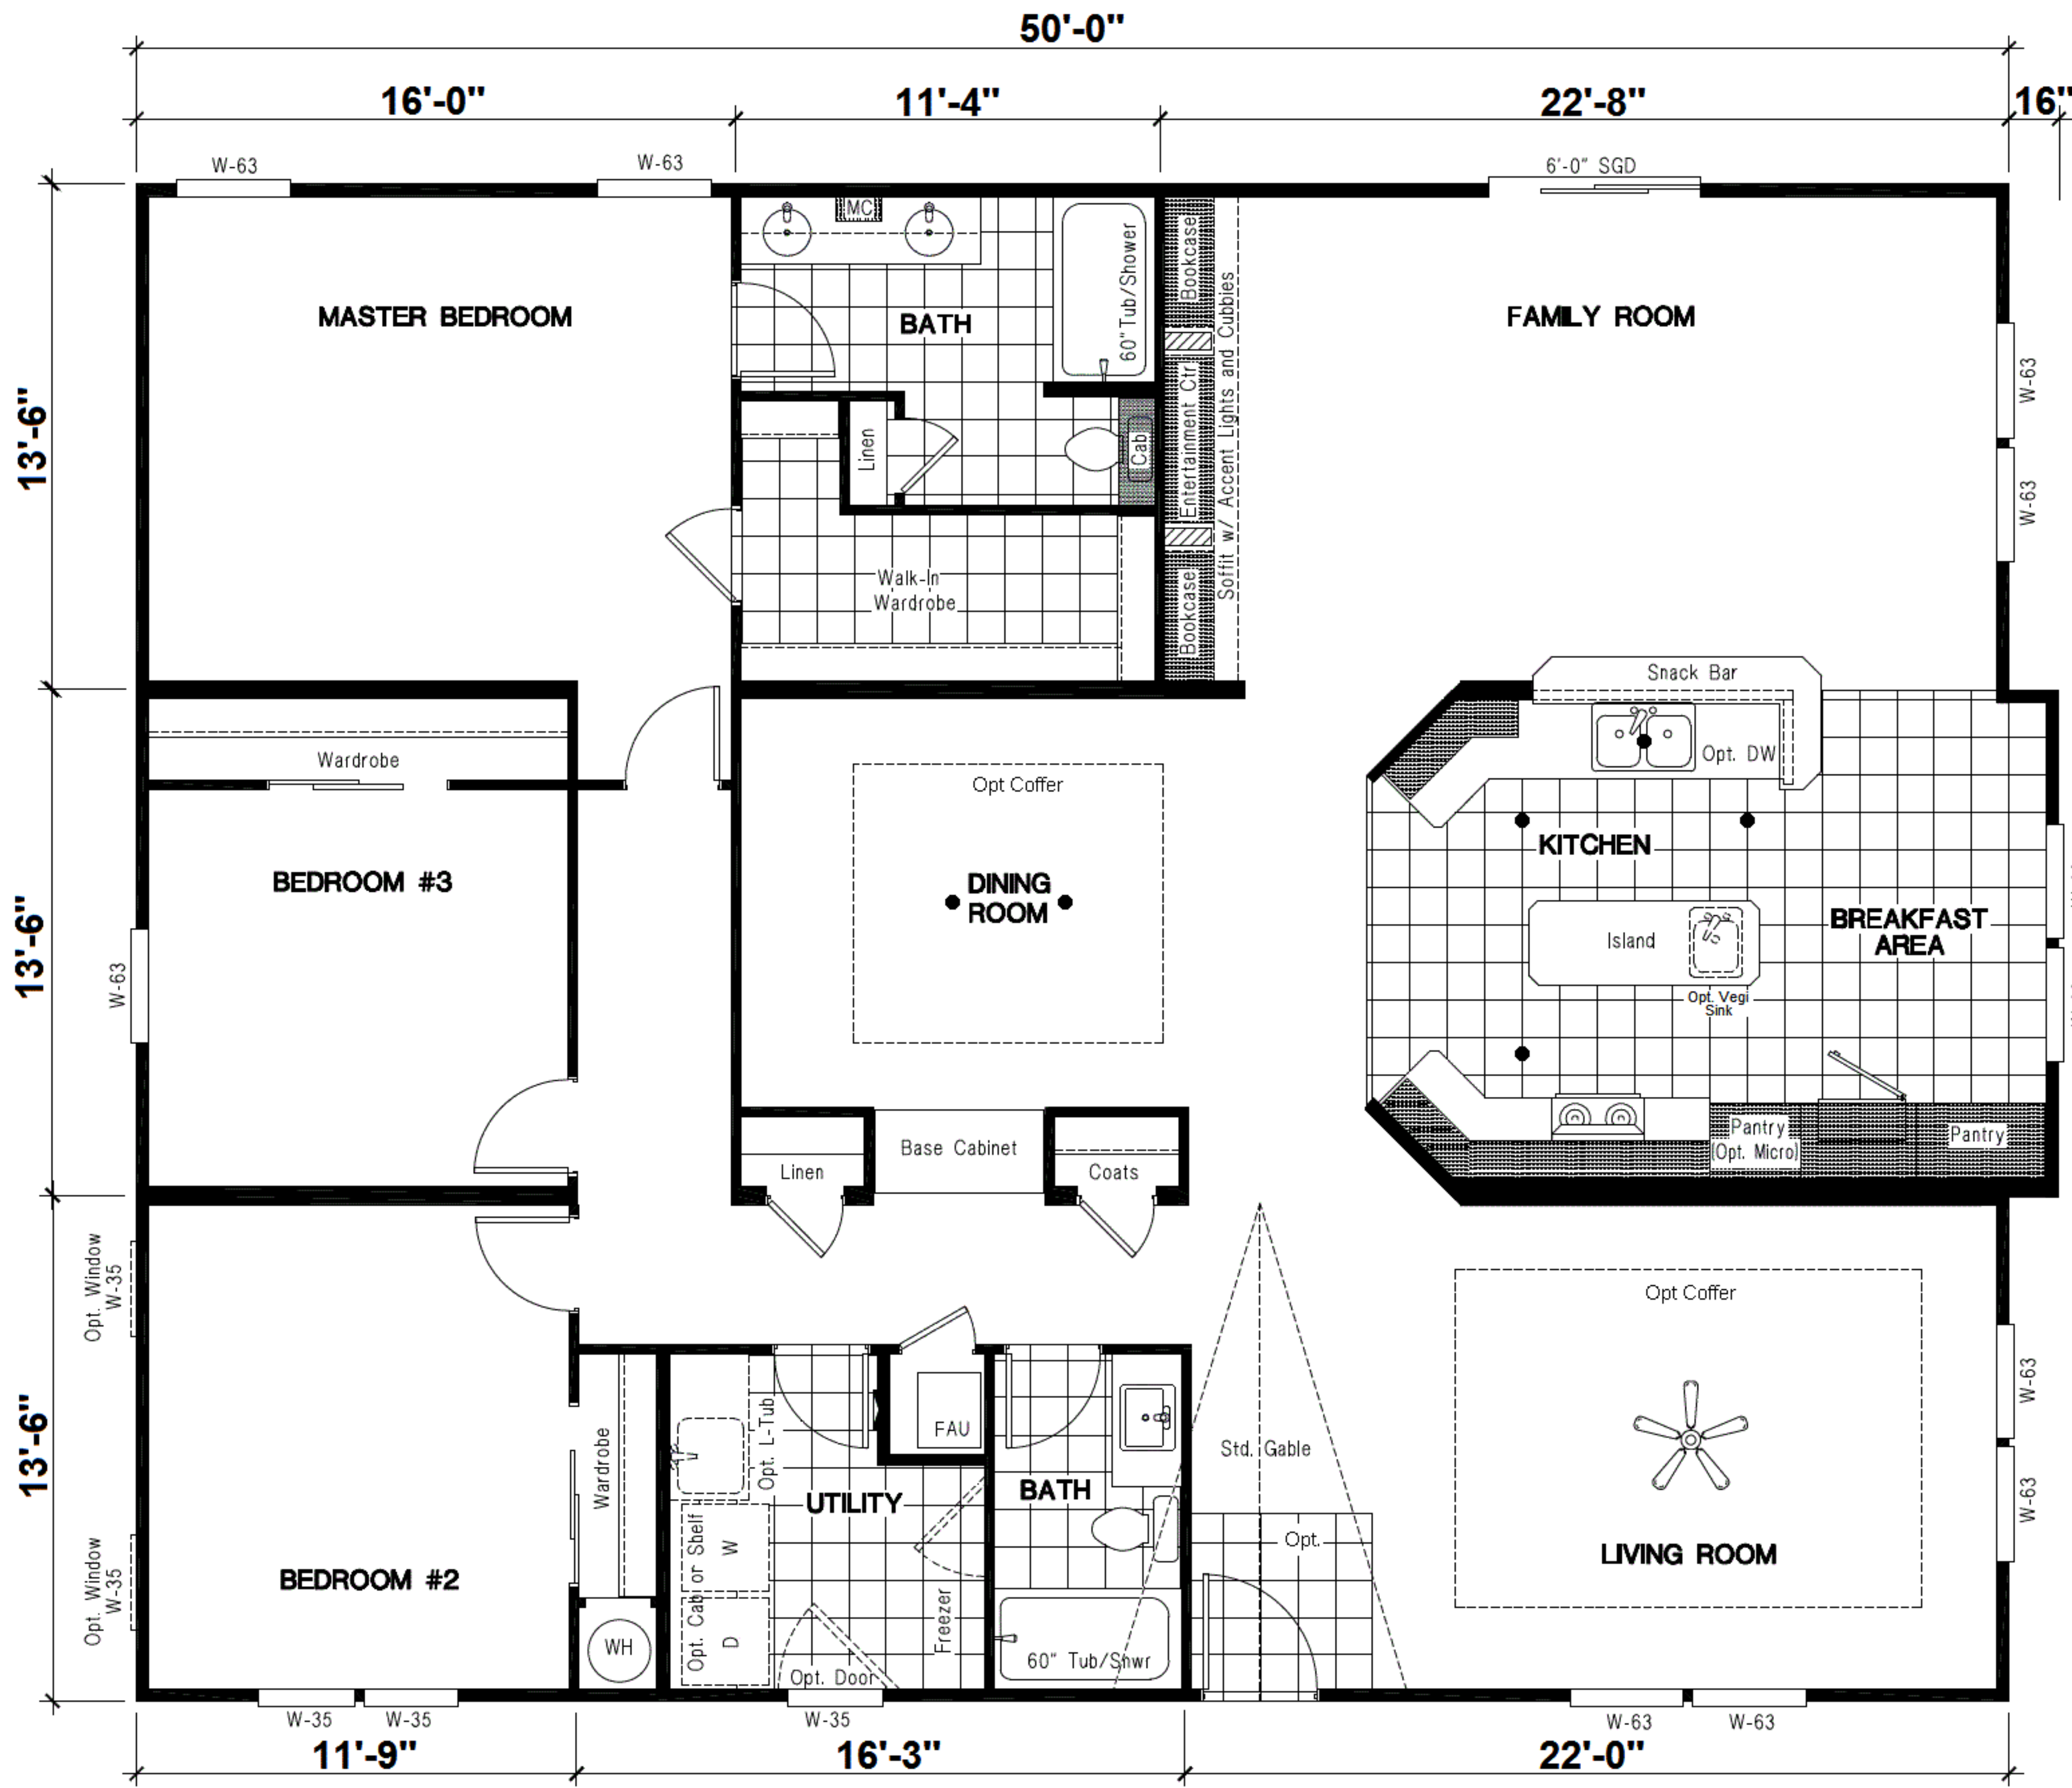 50'-0"
16'-0"
11'-4"
22'-8"
16"
W-63
W-63
6'-0" SGD
MC
60" Tub/Shower
Bookcase
MASTER BEDROOM
BATH
FAMILY ROOM
Soffit w/ Accent Lights and Cubbies
Entertainment Ctr
W-63
W-63
13'-6"
Linen
Cab
Walk-In
Wardrobe
Bookcase
Snack Bar
Opt. DW
Wardrobe
Opt Coffer
KITCHEN
BEDROOM #3
DINING
ROOM
BREAKFAST
AREA
Island
Opt. Vegi
Sink
13'-6"
W-63
Base Cabinet
Pantry
(Opt. Micro)
Pantry
Linen
Coats
Opt. Window
W-35
Opt Coffer
W-63
W-63
13'-6"
Wardrobe
Opt. L-Tub
FAU
Std. Gable
UTILITY
BATH
Opt.
LIVING ROOM
Opt. Window
W-35
BEDROOM #2
Opt. Cab or Shelf
W
D
Freezer
WH
60" Tub/Shwr
Opt. Door
W-35
W-35
W-35
W-63
W-63
11'-9"
16'-3"
22'-0"